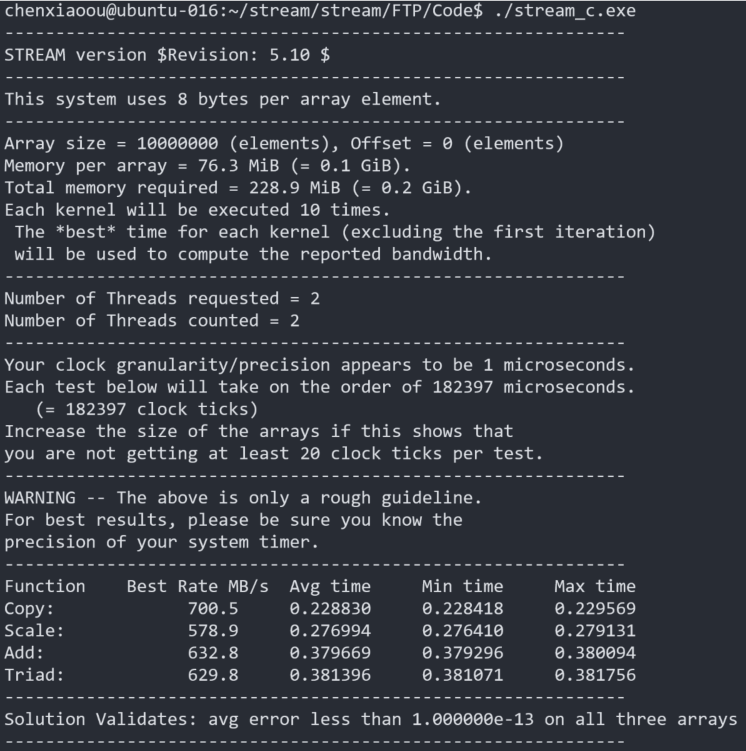 chenxiaoou@ubuntu-016:~/stream/stream/FTP/Code$ ./stream_c.exe
-------------------------------------------------------------
STREAM version $Revision: 5.10 $
-------------------------------------------------------------
This system uses 8 bytes per array element.
-------------------------------------------------------------
Array size = 10000000 (elements), Offset = 0 (elements)
Memory per array = 76.3 MiB (= 0.1 GiB).
Total memory required = 228.9 MiB (= 0.2 GiB).
Each kernel will be executed 10 times.
 The *best* time for each kernel (excluding the first iteration)
 will be used to compute the reported bandwidth.
-------------------------------------------------------------
Number of Threads requested = 2
Number of Threads counted = 2
-------------------------------------------------------------
Your clock granularity/precision appears to be 1 microseconds.
Each test below will take on the order of 182397 microseconds.
   (= 182397 clock ticks)
Increase the size of the arrays if this shows that
you are not getting at least 20 clock ticks per test.
-------------------------------------------------------------
WARNING -- The above is only a rough guideline.
For best results, please be sure you know the
precision of your system timer.
-------------------------------------------------------------
Function    Best Rate MB/s  Avg time     Min time     Max time
Copy:             700.5     0.228830     0.228418     0.229569
Scale:            578.9     0.276994     0.276410     0.279131
Add:              632.8     0.379669     0.379296     0.380094
Triad:            629.8     0.381396     0.381071     0.381756
-------------------------------------------------------------
Solution Validates: avg error less than 1.000000e-13 on all three arrays
-------------------------------------------------------------